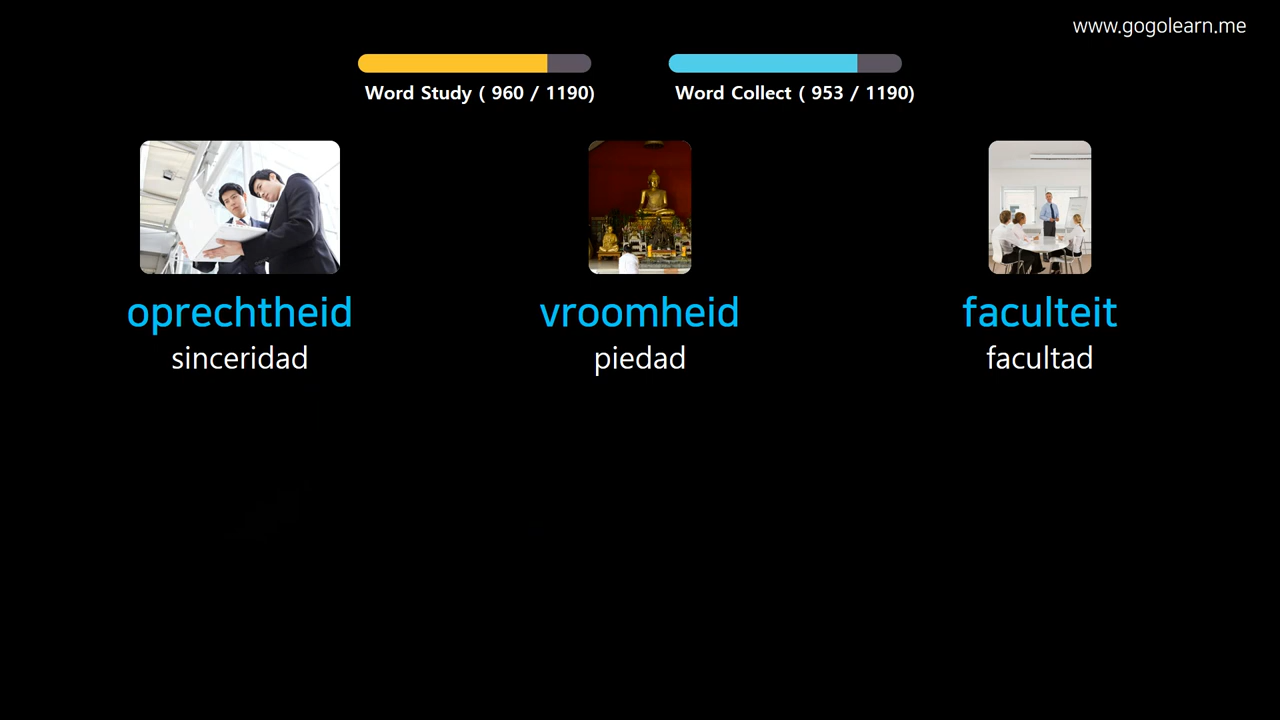 www.gogolearn.me
Word Study ( 960 / 1190)
Word Collect ( 953 / 1190)
oprechtheid
sinceridad
vroomheid
piedad
faculteit
facultad